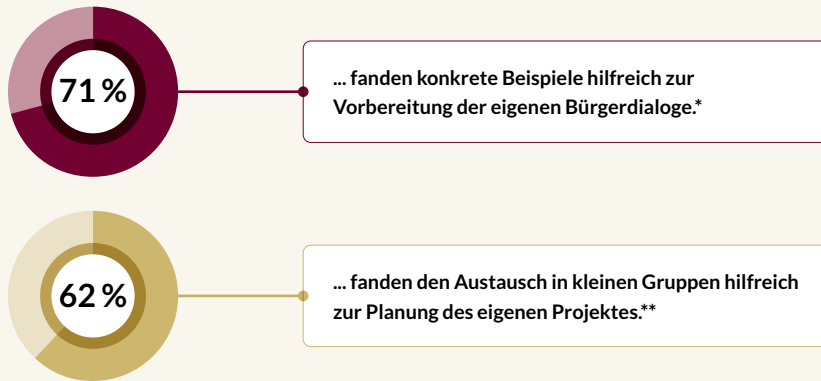 71 %
... fanden konkrete Beispiele hilfreich zur
Vorbereitung der eigenen Bürgerdialoge.*
62 %
... fanden den Austausch in kleinen Gruppen hilfreich
zur Planung des eigenen Projektes.**